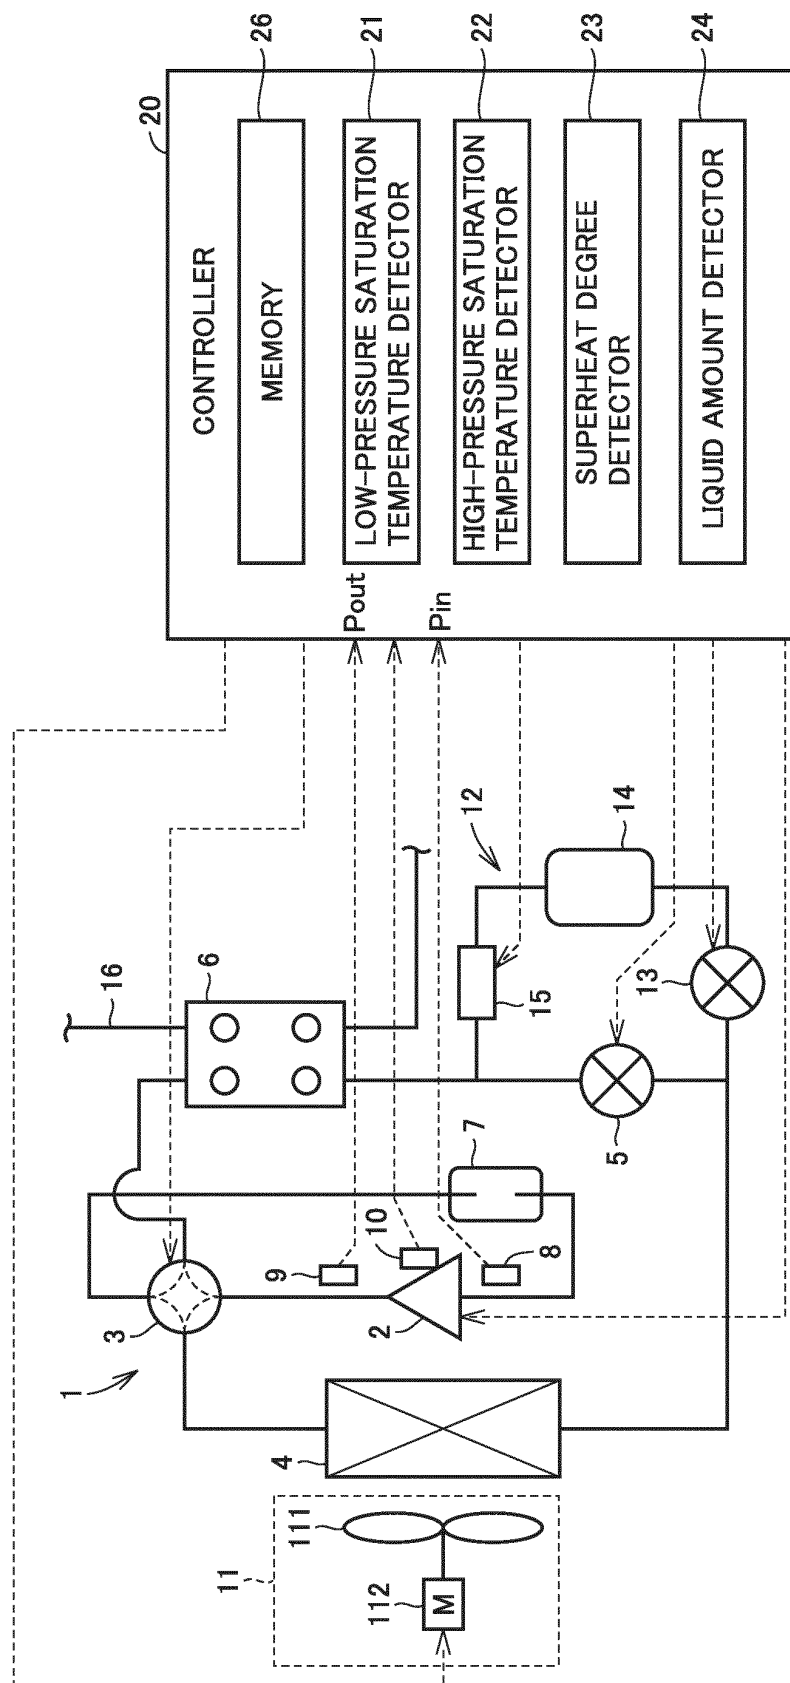 20
CONTROLLER
26
MEMORY
21
LOW-PRESSURE SATURATION
TEMPERATURE DETECTOR
22
HIGH-PRESSURE SATURATION
TEMPERATURE DETECTOR
23
SUPERHEAT DEGREE
DETECTOR
24
LIQUID AMOUNT DETECTOR
Pout
Pin
12
14
16
6
15
13
5
7
10
9
8
3
2
1
4
11
111
112
M